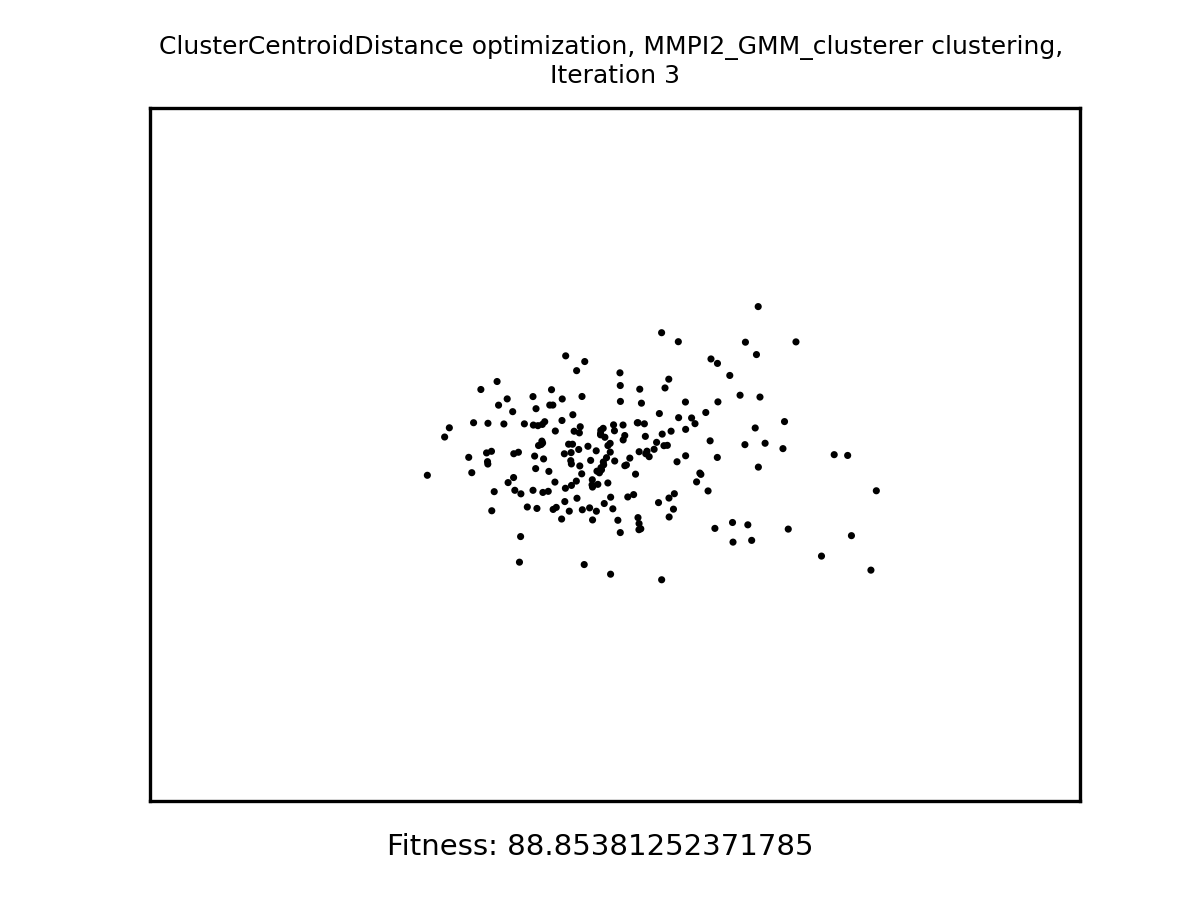 ClusterCentroidDistance optimization, MMPI2_GMM_clusterer clustering,
Iteration 3
Fitness: 88.85381252371785